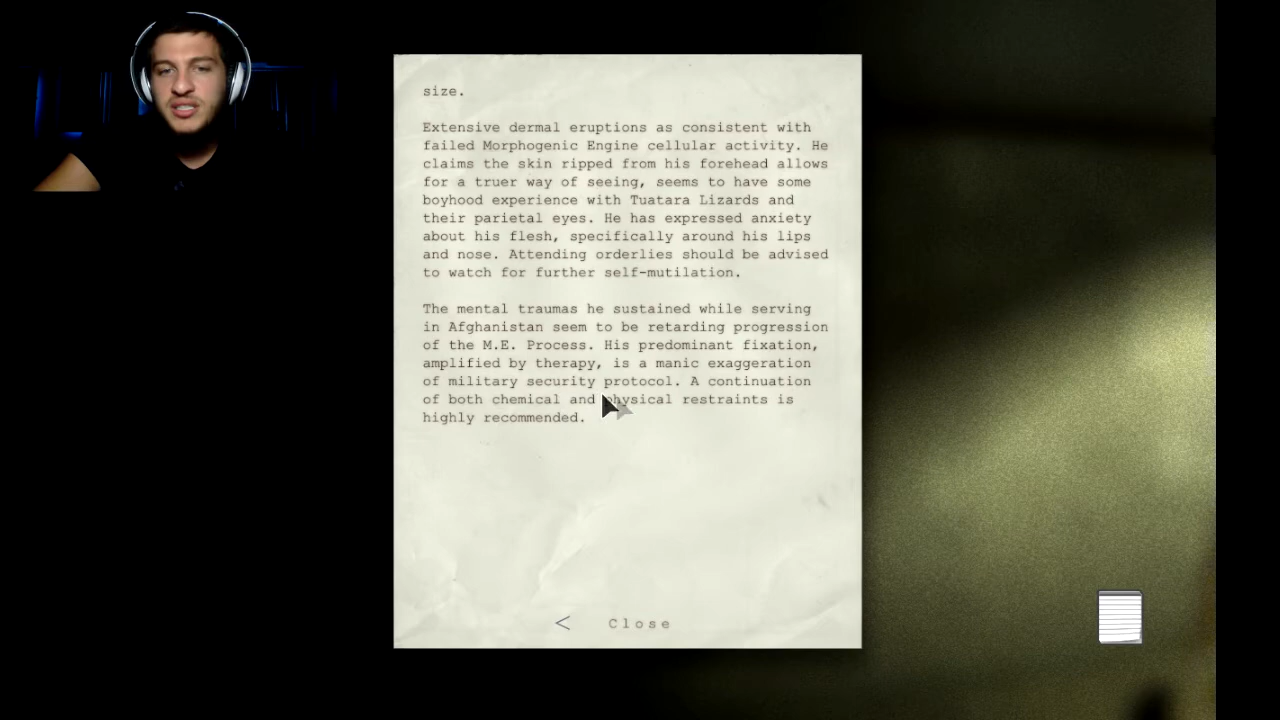 size.
Extensive dermal eruptions as consistent with
failed Morphogenic Engine cellular activity. He
claims the skin ripped from his forehead allows
for a truer way of seeing, seems to have some
boyhood experience with Tuatara Lizards and
their parietal eyes. He has expressed anxiety
about his flesh, specifically around his lips
and nose. Attending orderlies should be advised
to watch for further self-mutilation.
The mental traumas he sustained while serving
in Afghanistan seem to be retarding progression
of the M.E. Process. His predominant fixation,
amplified by therapy, is a manic exaggeration
of military security protocol. A continuation
of both chemical and physical restraints is
highly recommended.
< Close